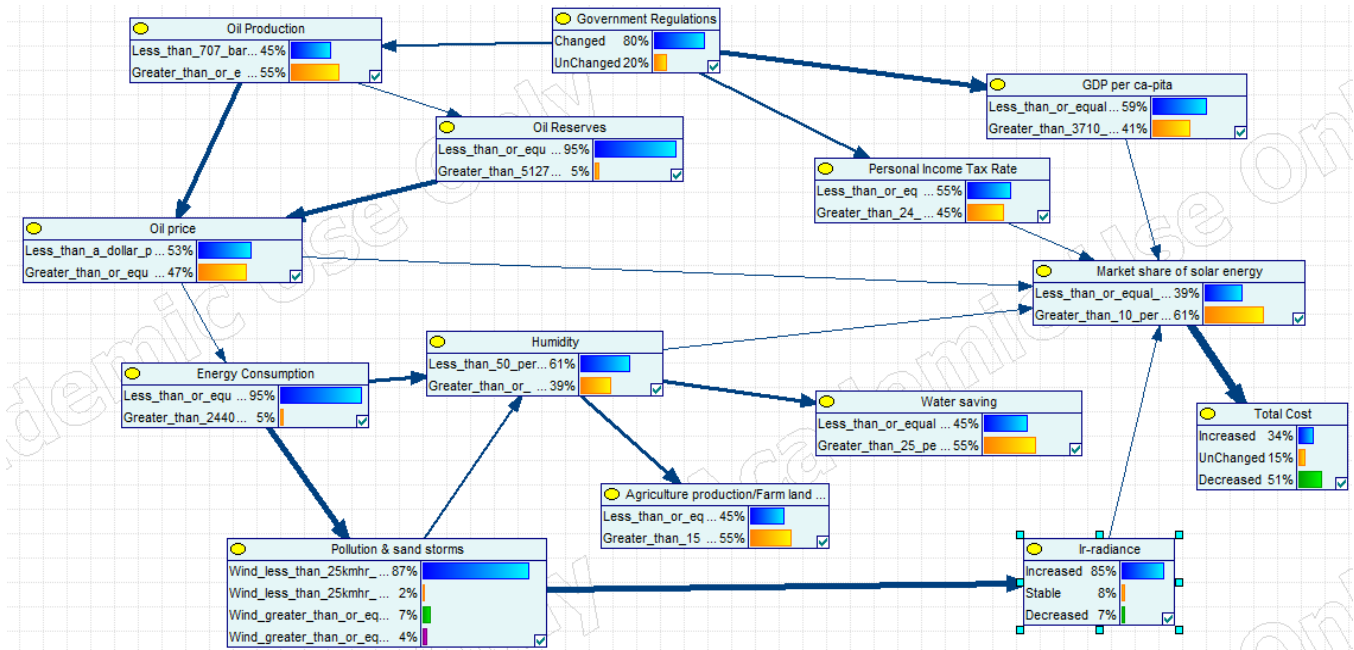 Oil Production
Less_than_707_bar... 45%
Greater_than_or_e ... 55%
Government Regulations
Changed 80%
UnChanged 20%
GDP per ca-pita
Less_than_or_equal ... 59%
Greater_than_3710_... 41%
Oil Reserves
Less_than_or_equ ... 95%
Greater_than_5127... 5%
Personal Income Tax Rate
Less_than_or_eq ... 55%
Greater_than_24_ ... 45%
Oil price
Less_than_a_dollar_p ... 53%
Greater_than_or_equ ... 47%
Market share of solar energy
Less_than_or_equal_... 39%
Greater_than_10_per ... 61%
Humidity
Less_than_50_per... 61%
Greater_than_or_ ... 39%
Energy Consumption
Less_than_or_equ ... 95%
Greater_than_2440... 5%
Water saving
Less_than_or_equal ... 45%
Greater_than_25_pe ... 55%
Total Cost
Increased 34%
UnChanged 15%
Decreased 51%
Agriculture production/Farm land ...
Less_than_or_eq ... 45%
Greater_than_15 ... 55%
Pollution & sand storms
Wind_less_than_25kmhr_ ... 87%
Wind_less_than_25kmhr_ ... 2%
Wind_greater_than_or_eq... 7%
Wind_greater_than_or_eq... 4%
Ir-radiance
Increased 85%
Stable 8%
Decreased 7%
Academic Use Only